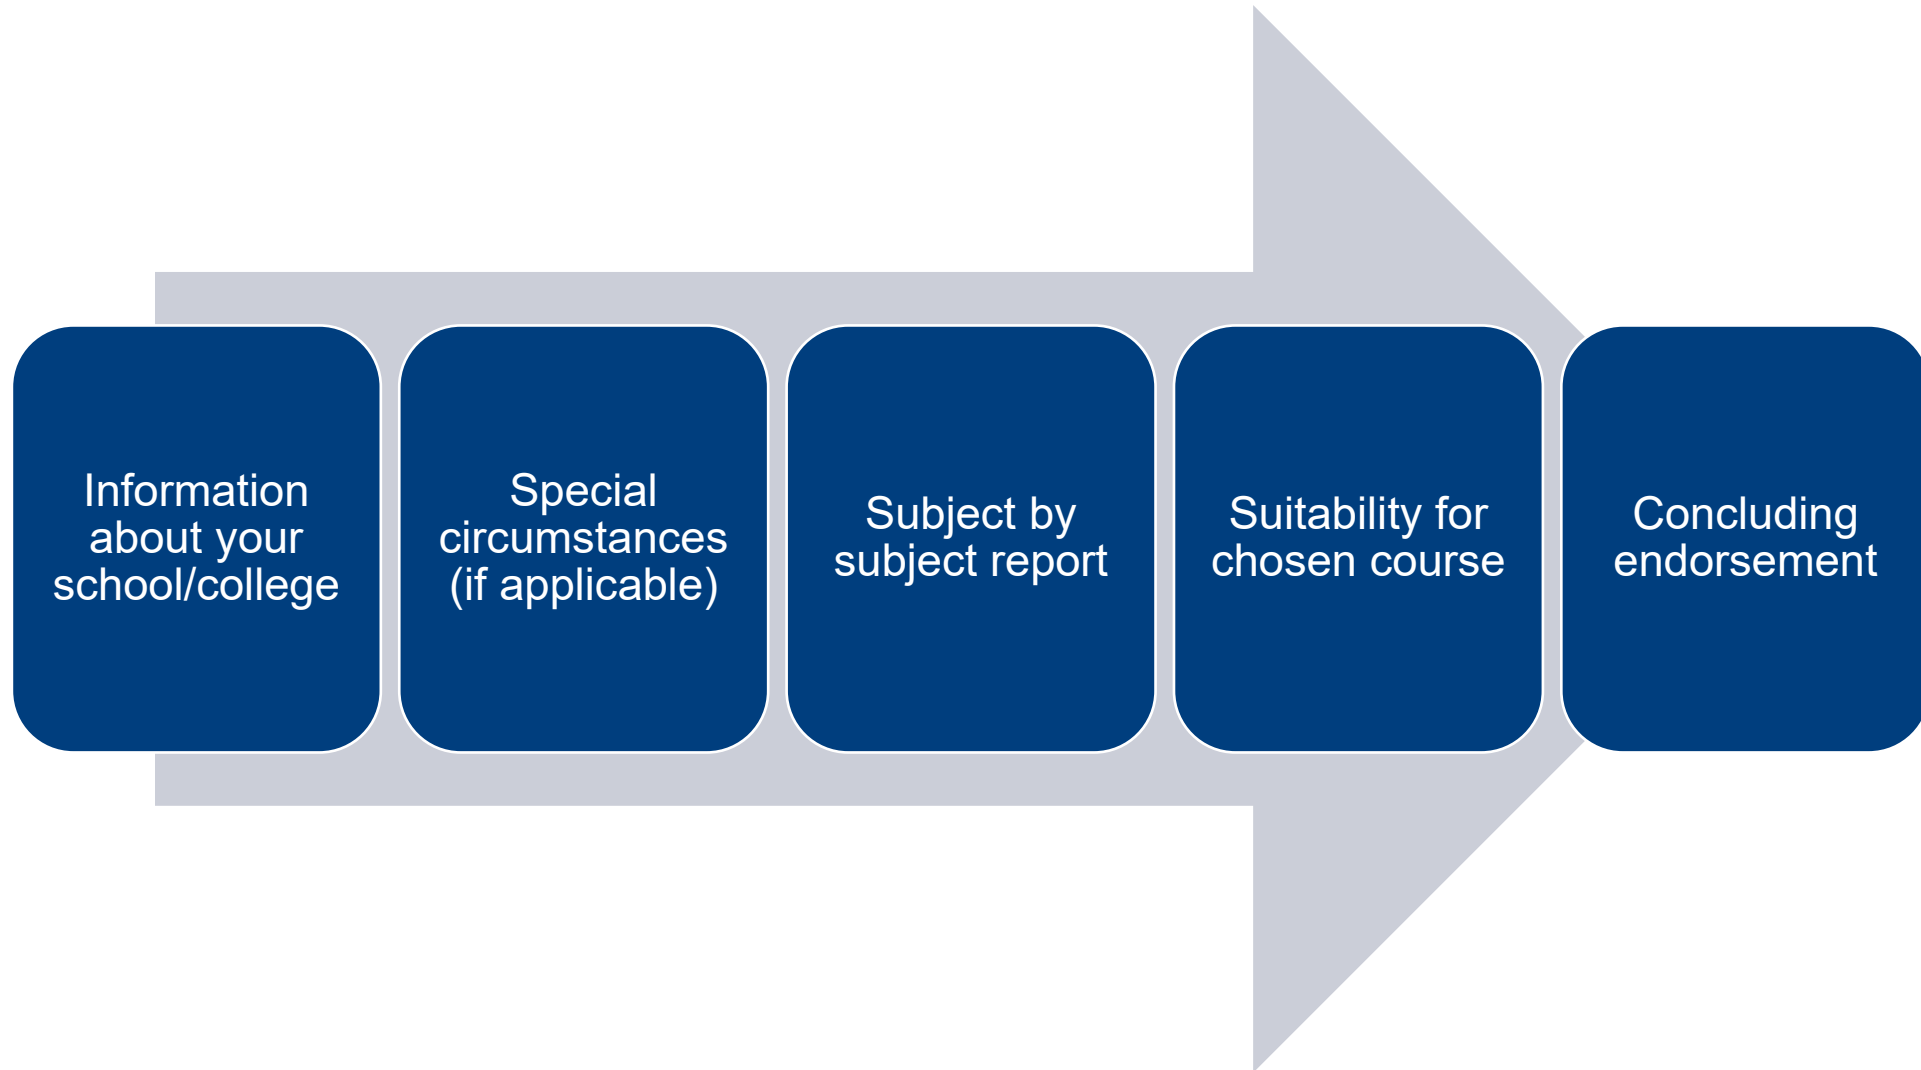 Information
about your
school/college
Special
circumstances
(if applicable)
Subject by
subject report
Suitability for
chosen course
Concluding
endorsement